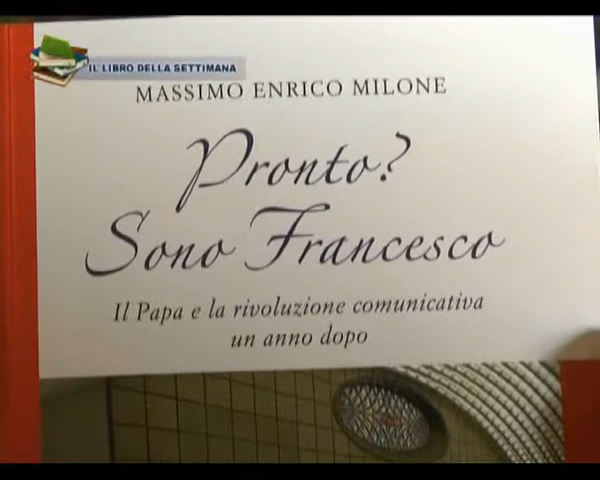 IL LIBRO DELLA SETTIMANA
MASSIMO ENRICO MILONE
Pronto?
Sono Francesco
Il Papa e la rivoluzione comunicativa
un anno dopo